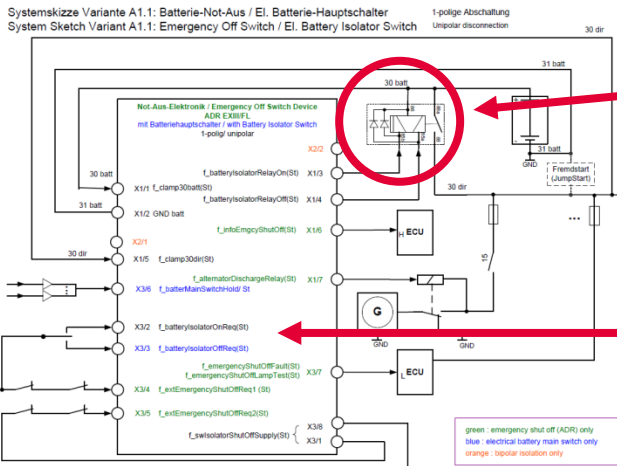 Systemskizze Variante A1.1: Batterie-Not-Aus / El. Batterie-Hauptschalter
1-polige Abschaltung
System Sketch Variant A1.1: Emergency Off Switch / El. Battery Isolator Switch
Unipolar disconnection
30 dir
31 batt
30 batt
Not-Aus-Elektronik / Emergency Off Switch Device
ADR EXIII/FL
mit Batteriehauptschalter / with Battery Isolator Switch
1-polig/ unipolar
X2/2
31 batt
GND
Fremdstart
(JumpStart)
30 batt
f_batteryIsolatorRelayOn(St) X1/3
X1/1 f_clamp30batt(St)
30 dir
f_batteryIsolatorRelayOff(St) X1/4
31 batt
X1/2 GND batt
f_infoEmgcyShutOff(St) X1/6
H ECU
...
X2/1
30 dir
X1/5 f_clamp30dir(St)
15
f_alternatorDischargeRelay(St) X1/7
X3/6 f_batterMainSwitchHold/ St
G
X3/2 f_batteryIsolatorOnReq(St)
GND
GND
X3/3 f_batteryIsolatorOffReq(St)
f_emergencyShutOffFault(St)
f_emergencyShutOffLampTest(St) X3/7
L ECU
X3/4 f_extEmergencyShutOffReq1 (St)
X3/5 f_extEmergencyShutOffReq2(St)
X3/8
f_swIsolatorShutOffSupply(St)
X3/1
green : emergency shut off (ADR) only
blue : electrical battery main switch only
orange : bipolar isolation only